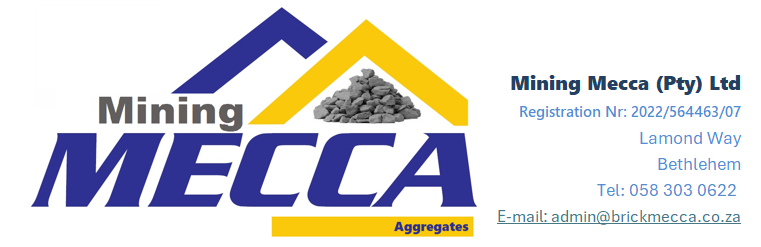 Mining
MECCA
Aggregates
Mining Mecca (Pty) Ltd
Registration Nr: 2022/564463/07
Lamond Way
Bethlehem
Tel: 058 303 0622
E-mail: admin@brickmecca.co.za